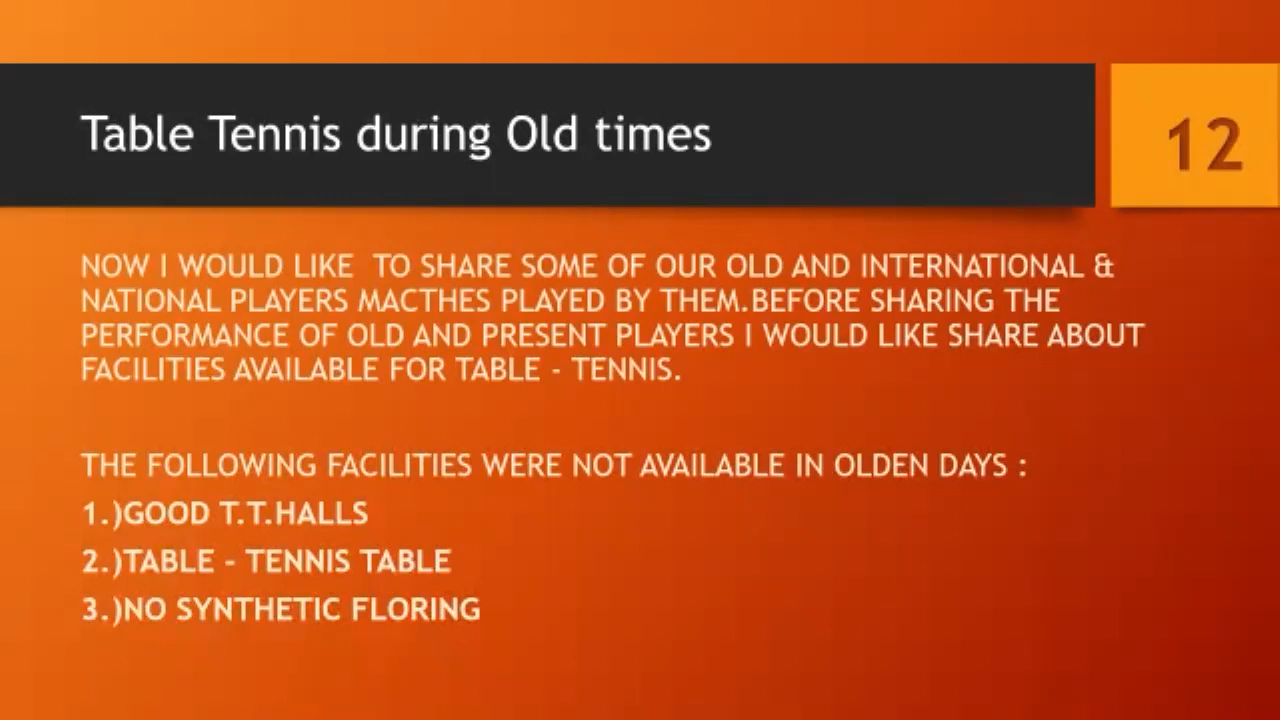 Table Tennis during Old times
12
NOW I WOULD LIKE  TO SHARE SOME OF OUR OLD AND INTERNATIONAL &
NATIONAL PLAYERS MACTHES PLAYED BY THEM.BEFORE SHARING THE
PERFORMANCE OF OLD AND PRESENT PLAYERS I WOULD LIKE SHARE ABOUT
FACILITIES AVAILABLE FOR TABLE - TENNIS.
THE FOLLOWING FACILITIES WERE NOT AVAILABLE IN OLDEN DAYS :
1.)GOOD T.T.HALLS
2.)TABLE - TENNIS TABLE
3.)NO SYNTHETIC FLORING